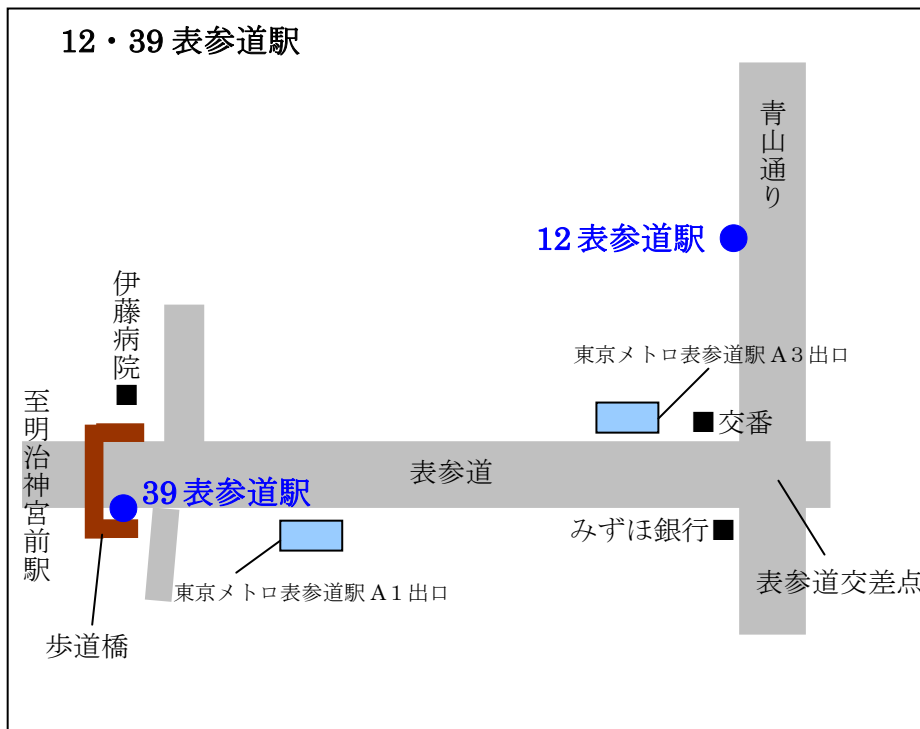 12・39 表参道駅
青山通り
12 表参道駅
伊藤病院
東京メトロ表参道駅 A3出口
至明治神宮前駅
交番
表参道
39 表参道駅
みずほ銀行
表参道交差点
東京メトロ表参道駅 A1出口
歩道橋